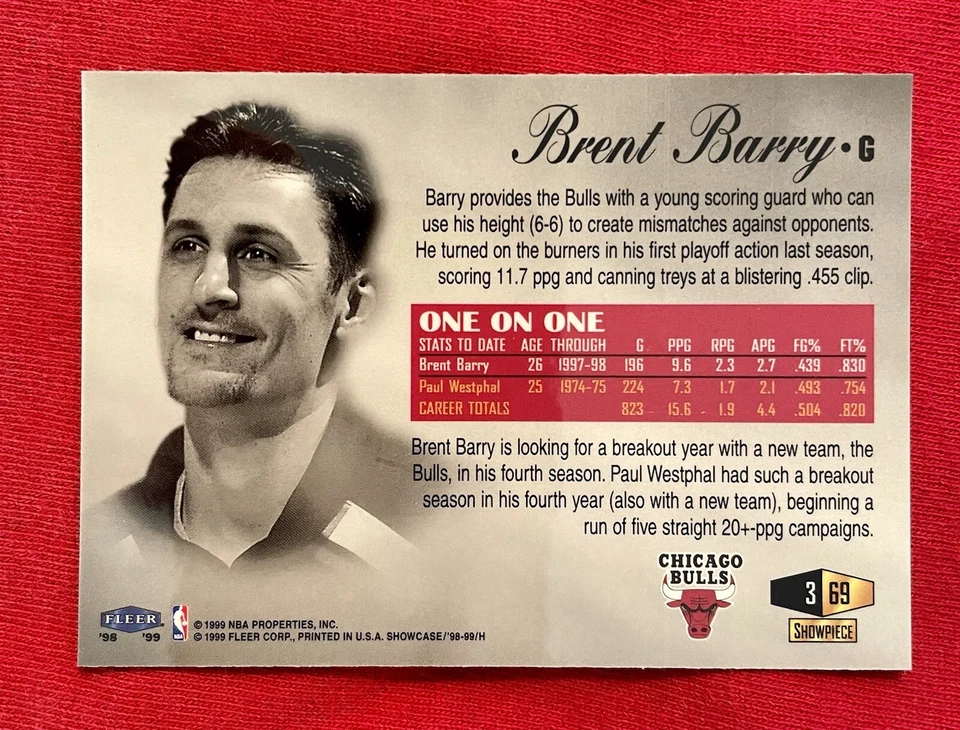 Brent Barry • G
Barry provides the Bulls with a young scoring guard who can
use his height (6-6) to create mismatches against opponents.
He turned on the burners in his first playoff action last season,
scoring 11.7 ppg and canning treys at a blistering .455 clip.
ONE ON ONE
STATS TO DATE AGE THROUGH G PPG RPG APG FG% FT%
Brent Barry 26 1997-98 196 9.6 2.3 2.7 .439 .830
Paul Westphal 25 1974-75 224 7.3 1.7 2.1 .493 .754
CAREER TOTALS 823 15.6 1.9 4.4 .504 .820
Brent Barry is looking for a breakout year with a new team, the
Bulls, in his fourth season. Paul Westphal had such a breakout
season in his fourth year (also with a new team), beginning a
run of five straight 20+-ppg campaigns.
CHICAGO
BULLS
3 69
SHOWPIECE
FLEER
'98 '99
NBA
© 1999 NBA PROPERTIES, INC.
© 1999 FLEER CORP., PRINTED IN U.S.A. SHOWCASE/'98-99/H